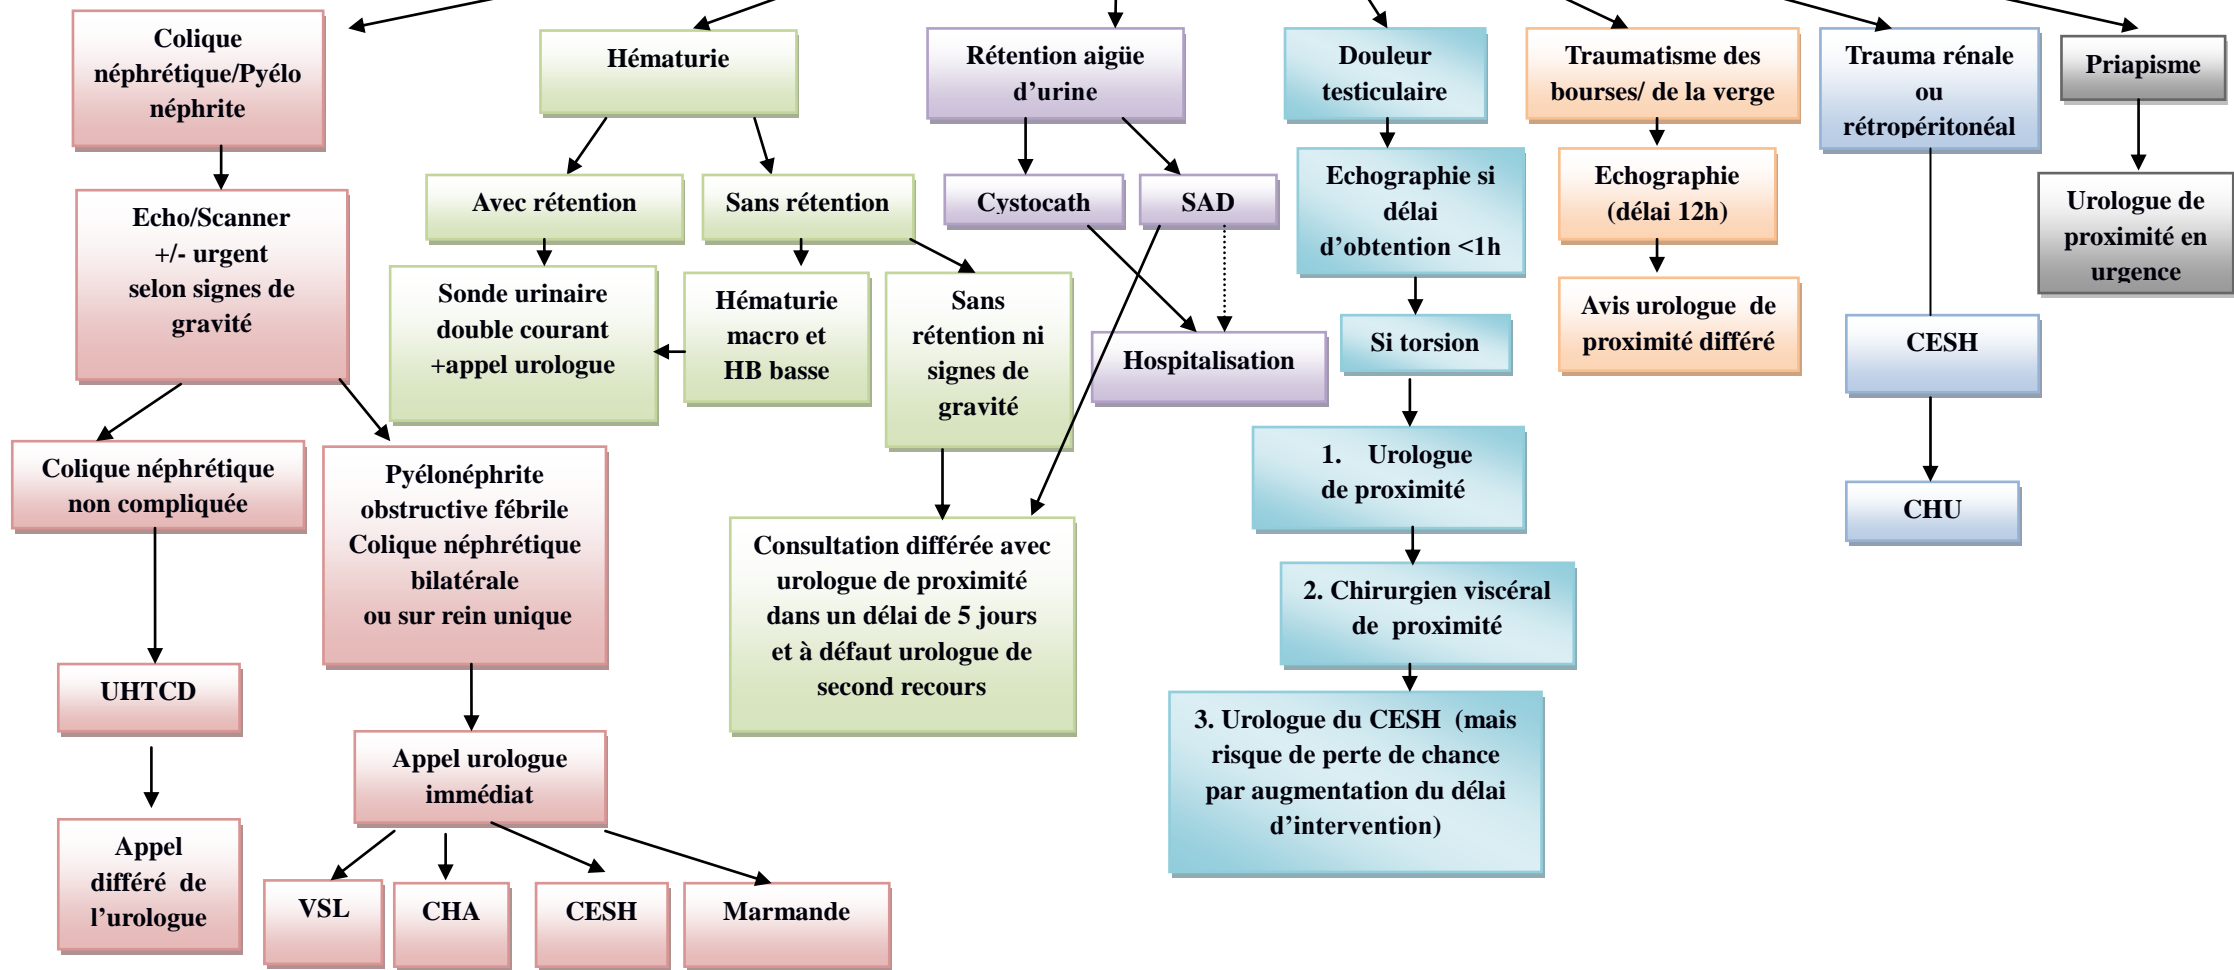 Colique
néphrétique/Pyélo
néphrite
Hématurie
Rétention aigüe
d’urine
Douleur
testiculaire
Traumatisme des
bourses/ de la verge
Trauma rénale
ou
rétropéritonéal
Priapisme
Echo/Scanner
+/- urgent
selon signes de
gravité
Avec rétention
Sans rétention
Cystocath
SAD
Echographie si
délai
d’obtention <1h
Echographie
(délai 12h)
Urologue de
proximité en
urgence
Sonde urinaire
double courant
+appel urologue
Hématurie
macro et
HB basse
Sans
rétention ni
signes de
gravité
Hospitalisation
Si torsion
Avis urologue  de
proximité différé
CESH
Colique néphrétique
non compliquée
Pyélonéphrite
obstructive fébrile
Colique néphrétique
bilatérale
ou sur rein unique
Consultation différée avec
urologue de proximité
dans un délai de 5 jours
et à défaut urologue de
second recours
1. Urologue
de proximité
CHU
2. Chirurgien viscéral
de  proximité
UHTCD
3. Urologue du CESH  (mais
risque de perte de chance
par augmentation du délai
d’intervention)
Appel urologue
immédiat
Appel
différé  de
l’urologue
VSL
CHA
CESH
Marmande